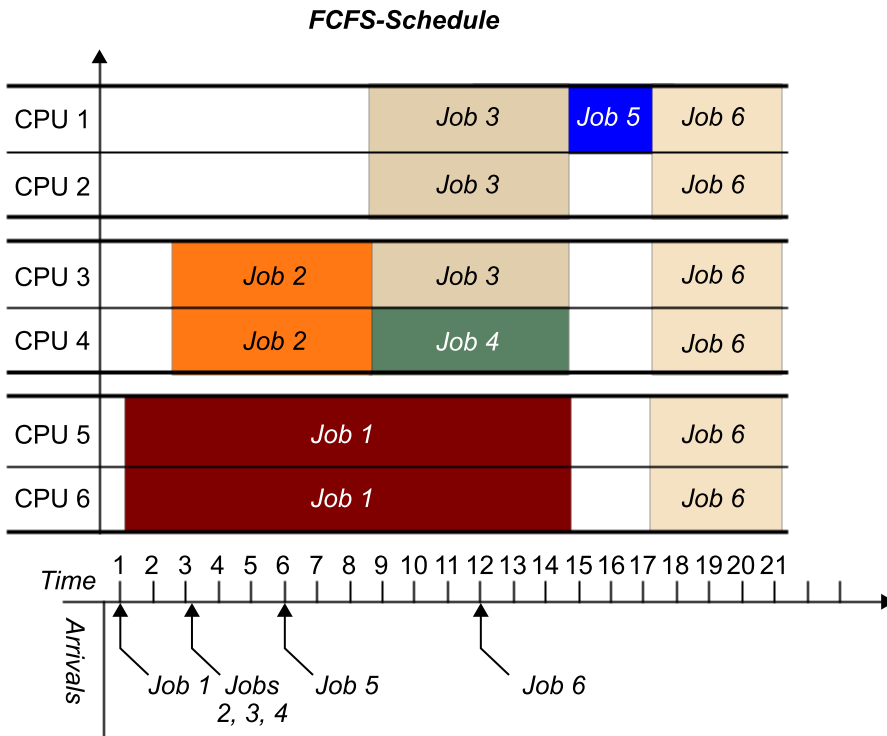 FCFS-Schedule
CPU 1 Job 3 Job 5 Job 6
CPU 2 Job 3 Job 6
CPU 3 Job 2 Job 3 Job 6
CPU 4 Job 2 Job 4 Job 6
CPU 5 Job 1 Job 6
CPU 6 Job 1 Job 6
Time 1 2 3 4 5 6 7 8 9 10 11 12 13 14 15 16 17 18 19 20 21
Arrivals
Job 1 Jobs Job 5 Job 6
2, 3, 4